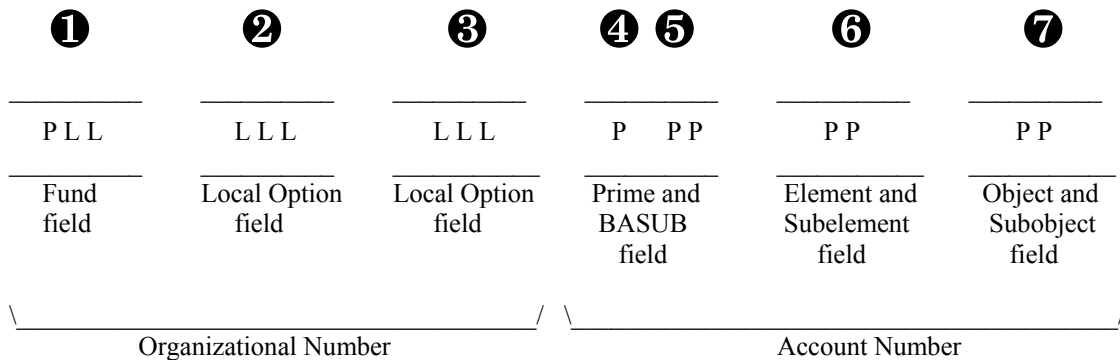 ❶ ❷ ❸ ❹ ❺ ❻ ❼
P L L L L L L L L P P P P P P P
Fund Local Option Local Option Prime and Element and Object and
field field field BASUB Subelement Subobject
field field field
\ / \ /
Organizational Number Account Number